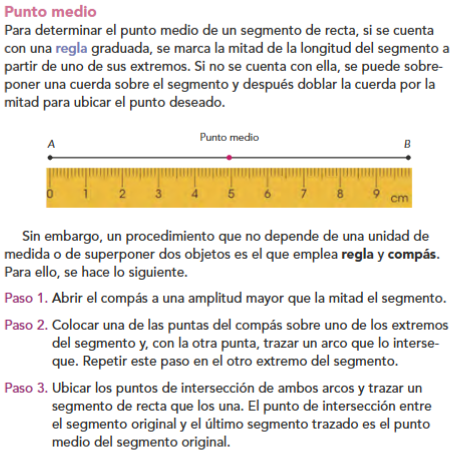 Punto medio
Para determinar el punto medio de un segmento de recta, si se cuenta
con una regla graduada, se marca la mitad de la longitud del segmento a
partir de uno de sus extremos. Si no se cuenta con ella, se puede sobre-
poner una cuerda sobre el segmento y después doblar la cuerda por la
mitad para ubicar el punto deseado.
A Punto medio B
0 1 2 3 4 5 6 7 8 9 cm
Sin embargo, un procedimiento que no depende de una unidad de
medida o de superponer dos objetos es el que emplea regla y compás.
Para ello, se hace lo siguiente.
Paso 1. Abrir el compás a una amplitud mayor que la mitad el segmento.
Paso 2. Colocar una de las puntas del compás sobre uno de los extremos
del segmento y, con la otra punta, trazar un arco que lo interse-
que. Repetir este paso en el otro extremo del segmento.
Paso 3. Ubicar los puntos de intersección de ambos arcos y trazar un
segmento de recta que los una. El punto de intersección entre
el segmento original y el último segmento trazado es el punto
medio del segmento original.